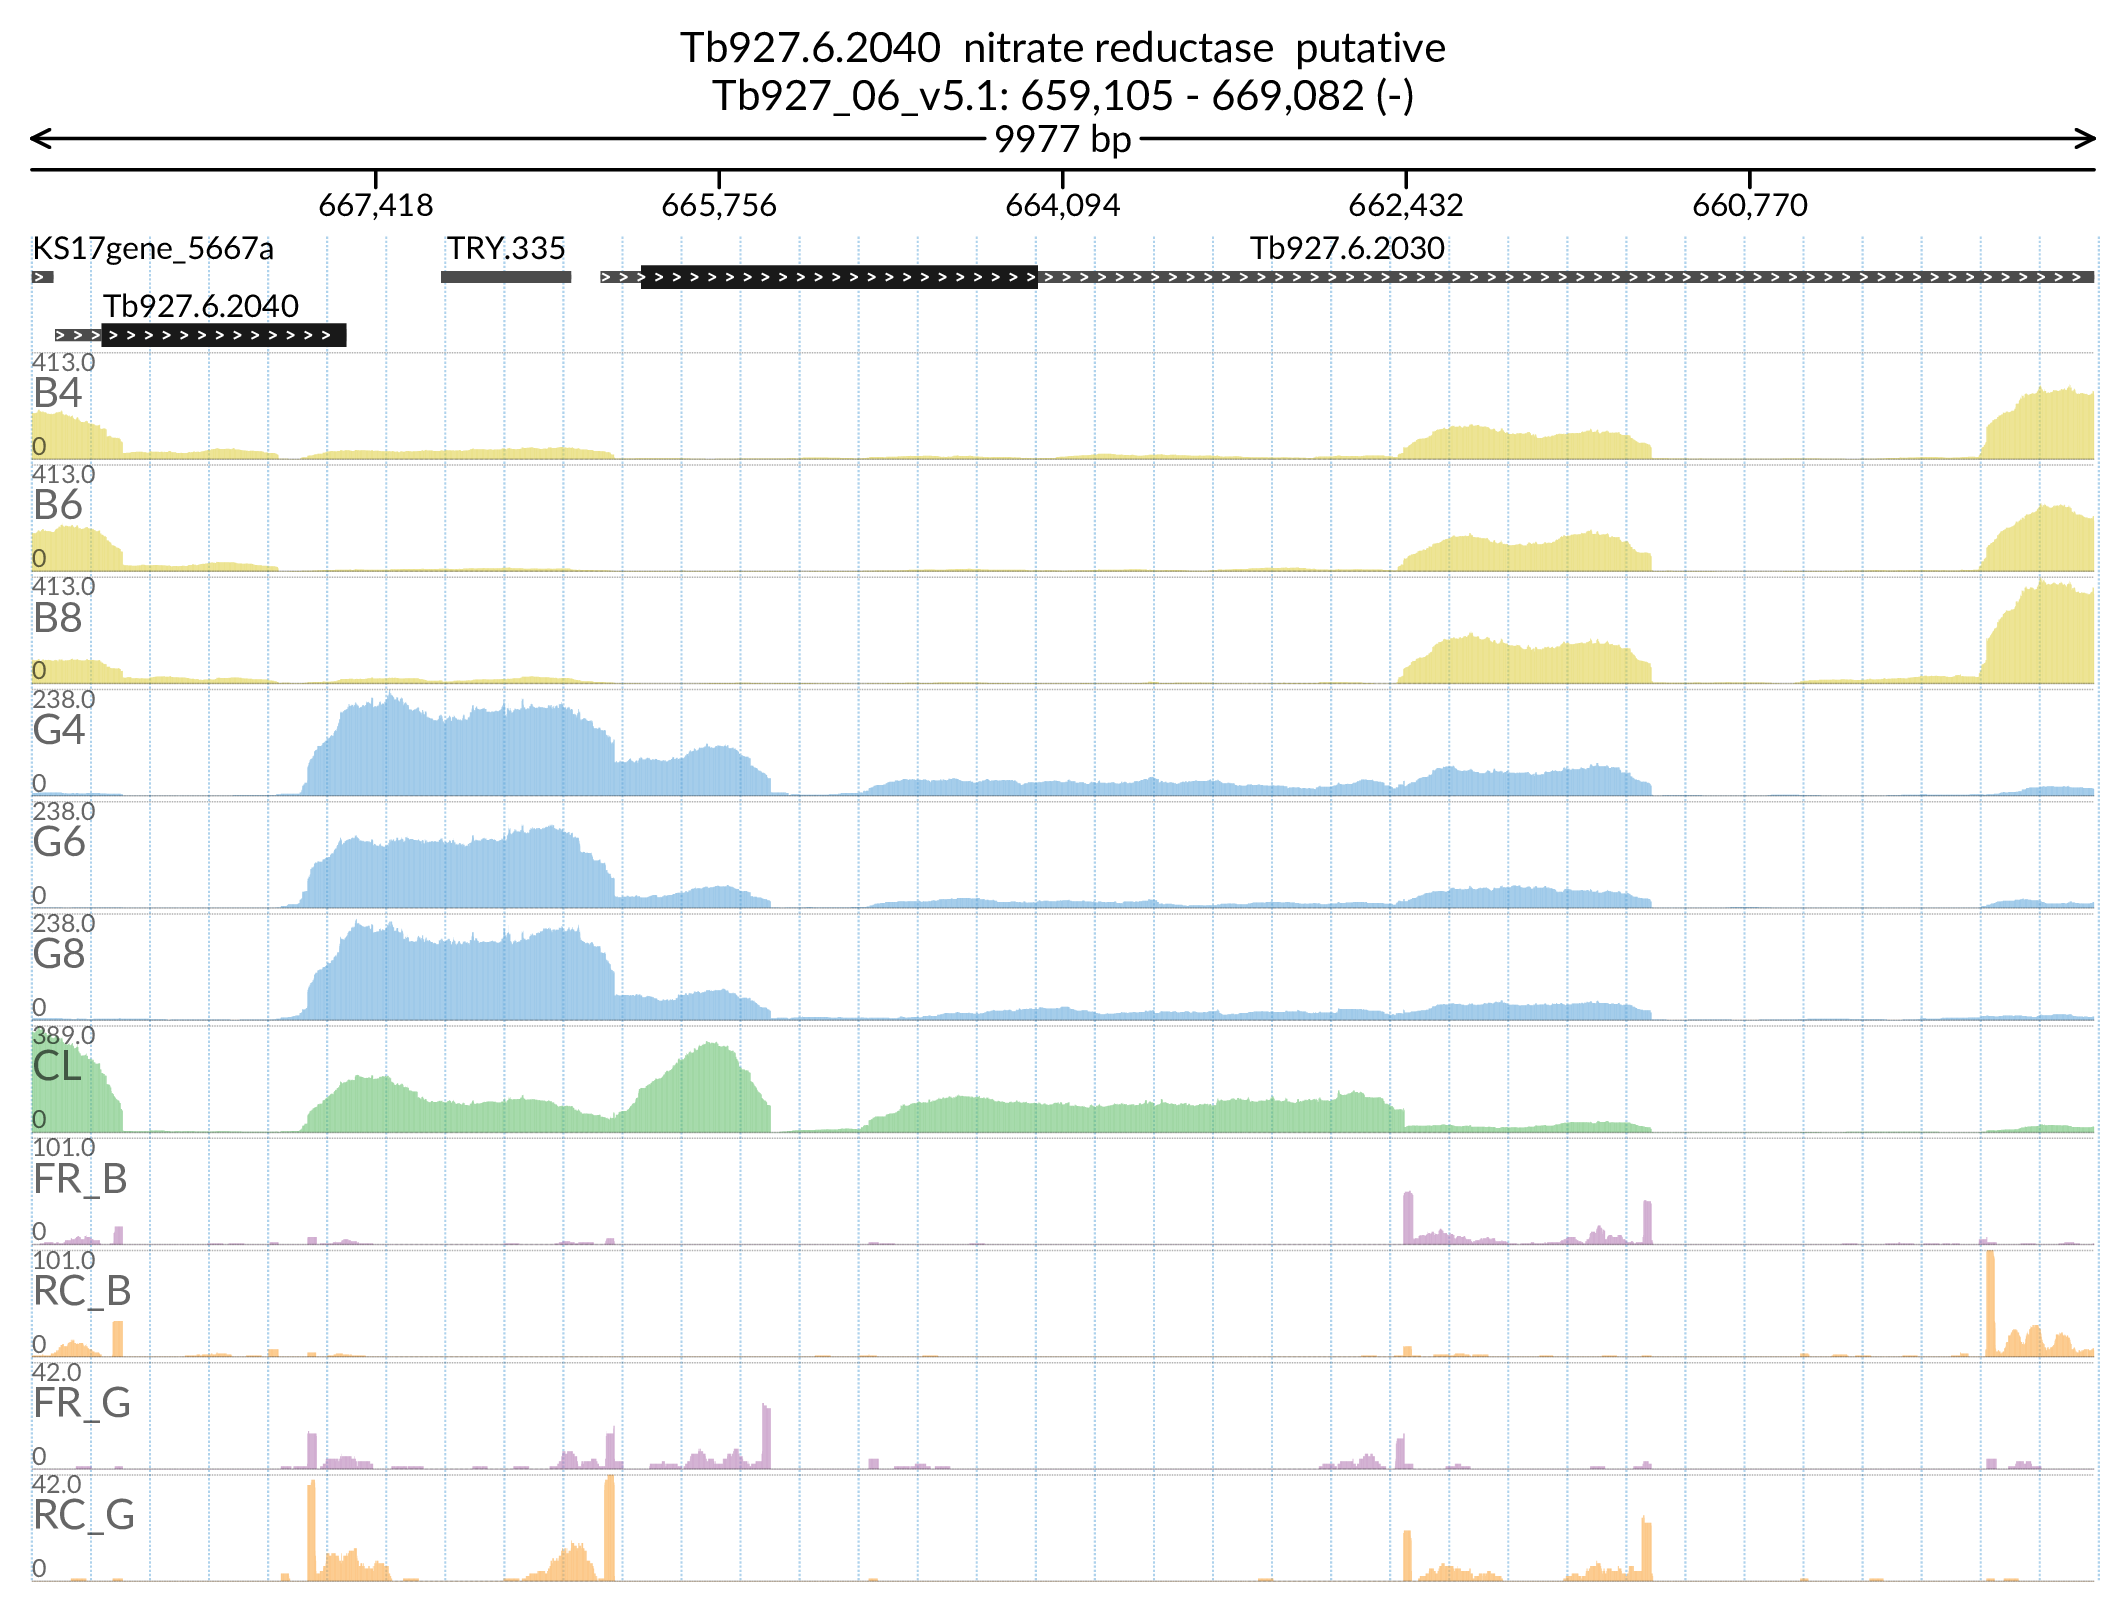 Tb927.6.2040 nitrate reductase putative
Tb927_06_v5.1: 659,105 - 669,082 (-)
9977 bp
667,418 665,756 664,094 662,432 660,770
KS17gene_5667a TRY.335 Tb927.6.2030
Tb927.6.2040
413.0
B4
0
413.0
B6
0
413.0
B8
0
238.0
G4
0
238.0
G6
0
238.0
G8
0
389.0
CL
0
101.0
FR_B
0
101.0
RC_B
0
42.0
FR_G
0
42.0
RC_G
0